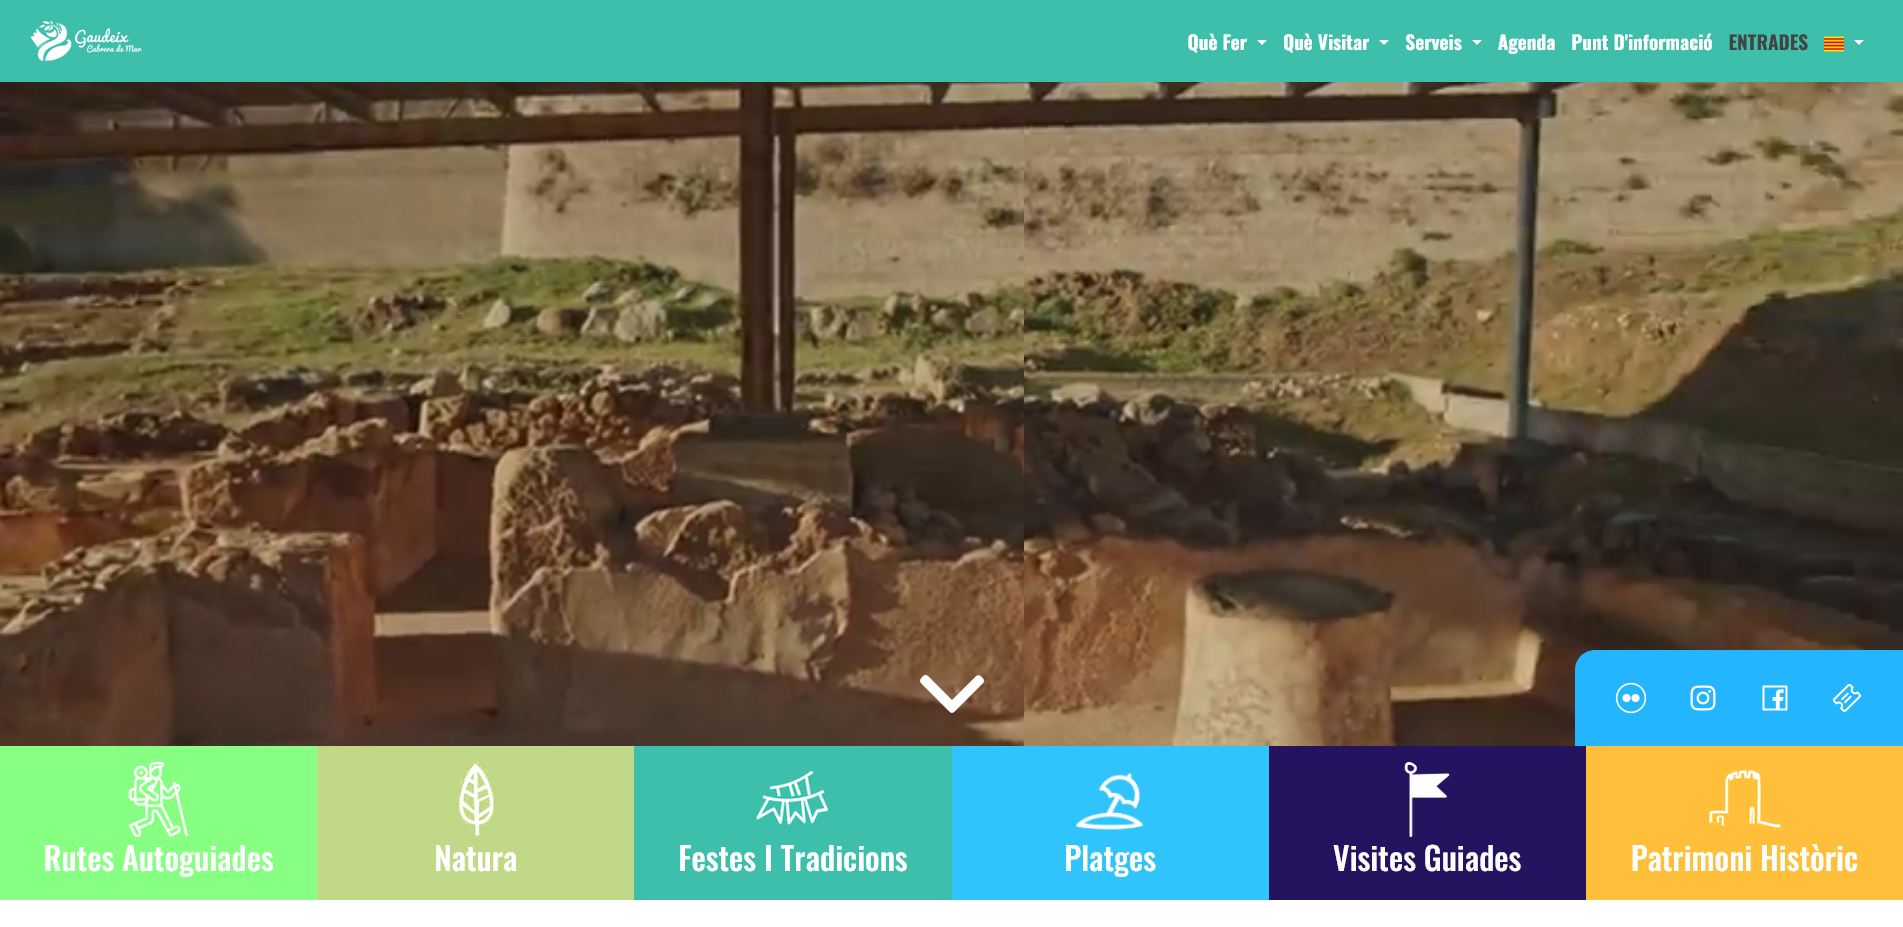 Gaudeix
Cabrera de Mar
Què Fer
Què Visitar
Serveis
Agenda
Punt D'informació
ENTRADES
Rutes Autoguiades
Natura
Festes I Tradicions
Platges
Visites Guiades
Patrimoni Històric